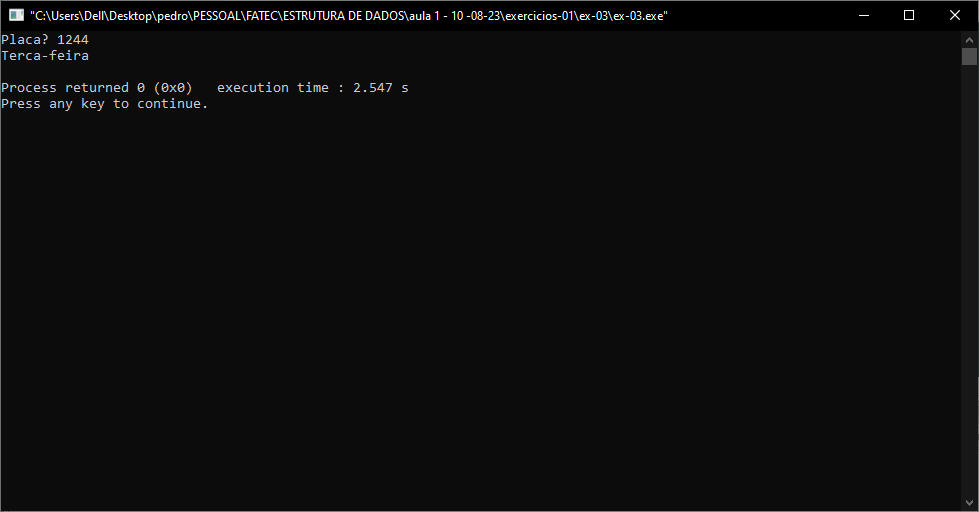 "C:\Users\Dell\Desktop\pedro\PESSOAL\FATEC\ESTRUTURA DE DADOS\aula 1 - 10 -08-23\exercicios-01\ex-03\ex-03.exe"
Placa? 1244
Terca-feira
Process returned 0 (0x0)   execution time : 2.547 s
Press any key to continue.